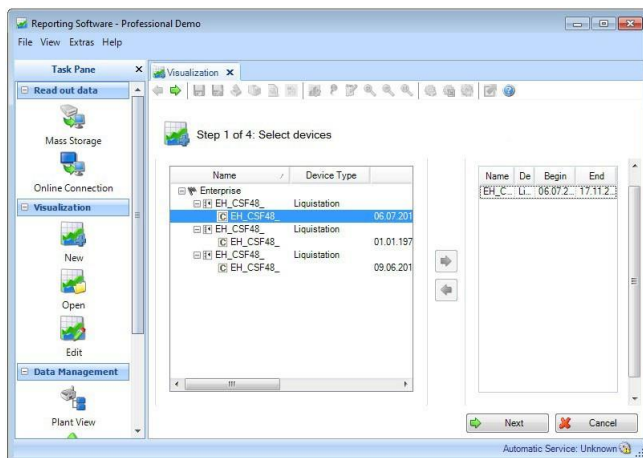 Reporting Software - Professional Demo
File View Extras Help
Task Pane
Read out data
Mass Storage
Online Connection
Visualization
New
Open
Edit
Data Management
Plant View
Visualization
Step 1 of 4: Select devices
Name Device Type
Enterprise
EH_CSF48_ Liquistation
C EH_CSF48_ 06.07.201
EH_CSF48_ Liquistation
C EH_CSF48_ 01.01.197
EH_CSF48_ Liquistation
C EH_CSF48_ 09.06.201
Name De Begin End
EH_C... Li... 06.07.2... 17.11.2...
Next Cancel
Automatic Service: Unknown